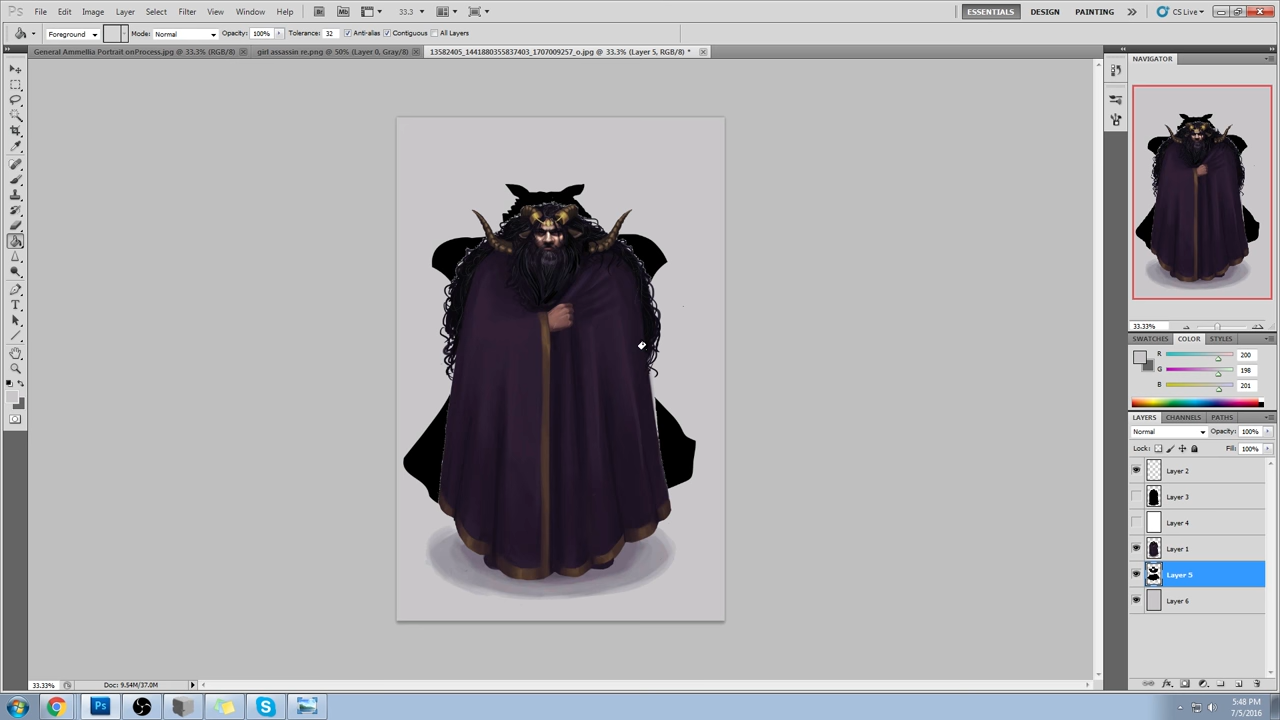 Ps File Edit Image Layer Select Filter Analysis View Window Help Br Mb 33.3 ESSENTIALS DESIGN PAINTING CS Live
Foreground Mode: Normal Opacity: 100% Tolerance: 32 Anti-alias Contiguous All Layers
General Ammellia Portrait onProcess.jpg @ 33.3% (RGB/8) girl assassin re.png @ 50% (Layer 0, Gray/8) 13582405_1441880355837403_1707009257_o.jpg @ 33.3% (Layer 5, RGB/8) *
NAVIGATOR
33.33%
SWATCHES COLOR STYLES
R 200
G 198
B 201
LAYERS CHANNELS PATHS
Normal Opacity: 100%
Lock: Fill: 100%
Layer 2
Layer 3
Layer 4
Layer 1
Layer 5
Layer 6
33.33% Doc: 9.54M/37.0M
Ps
5:48 PM
7/5/2016